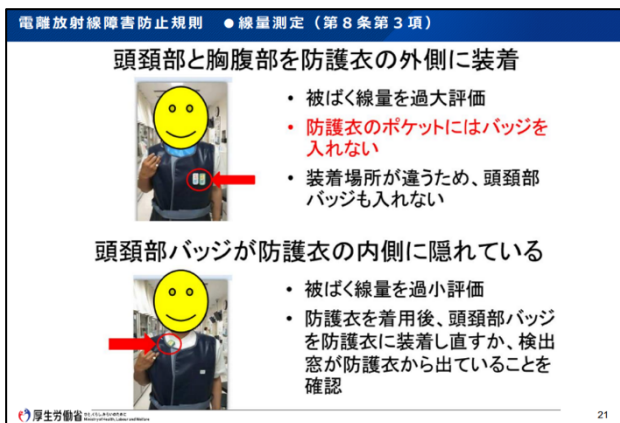 電離放射線障害防止規則 ●線量測定（第8条第3項）
頭頸部と胸腹部を防護衣の外側に装着
• 被ばく線量を過大評価
• 防護衣のポケットにはバッジを
入れない
• 装着場所が違うため、頭頸部
バッジも入れない
頭頸部バッジが防護衣の内側に隠れている
• 被ばく線量を過小評価
• 防護衣を着用後、頭頸部バッジ
を防護衣に装着し直すか、検出
窓が防護衣から出ていることを
確認
厚生労働省
21